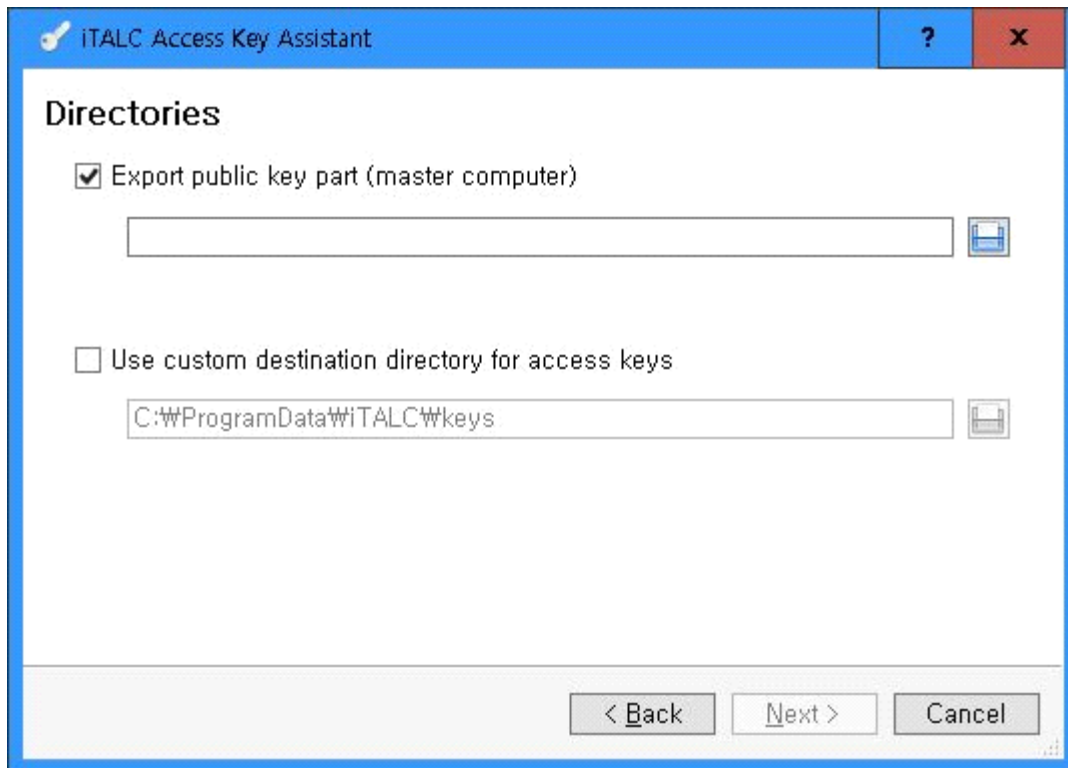 iTALC Access Key Assistant
?
x
Directories
Export public key part (master computer)
Use custom destination directory for access keys
C:₩ProgramData₩iTALC₩keys
< Back
Next >
Cancel